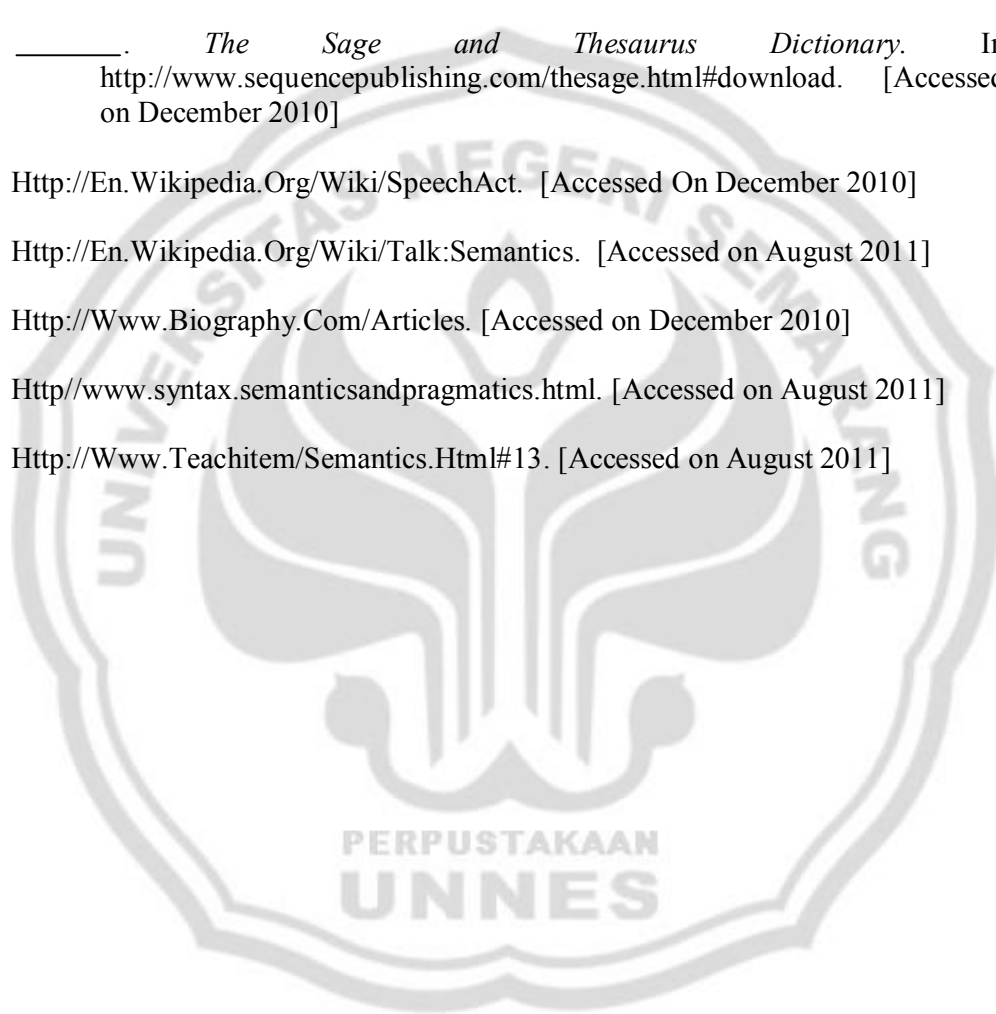 _______. The Sage and Thesaurus Dictionary. In
http://www.sequencepublishing.com/thesage.html#download. [Accessed
on December 2010]
Http://En.Wikipedia.Org/Wiki/SpeechAct. [Accessed On December 2010]
Http://En.Wikipedia.Org/Wiki/Talk:Semantics. [Accessed on August 2011]
Http://Www.Biography.Com/Articles. [Accessed on December 2010]
Http//www.syntax.semanticsandpragmatics.html. [Accessed on August 2011]
Http://Www.Teachitem/Semantics.Html#13. [Accessed on August 2011]
UNIVERSITAS NEGERI SEMARANG
PERPUSTAKAAN
UNNES